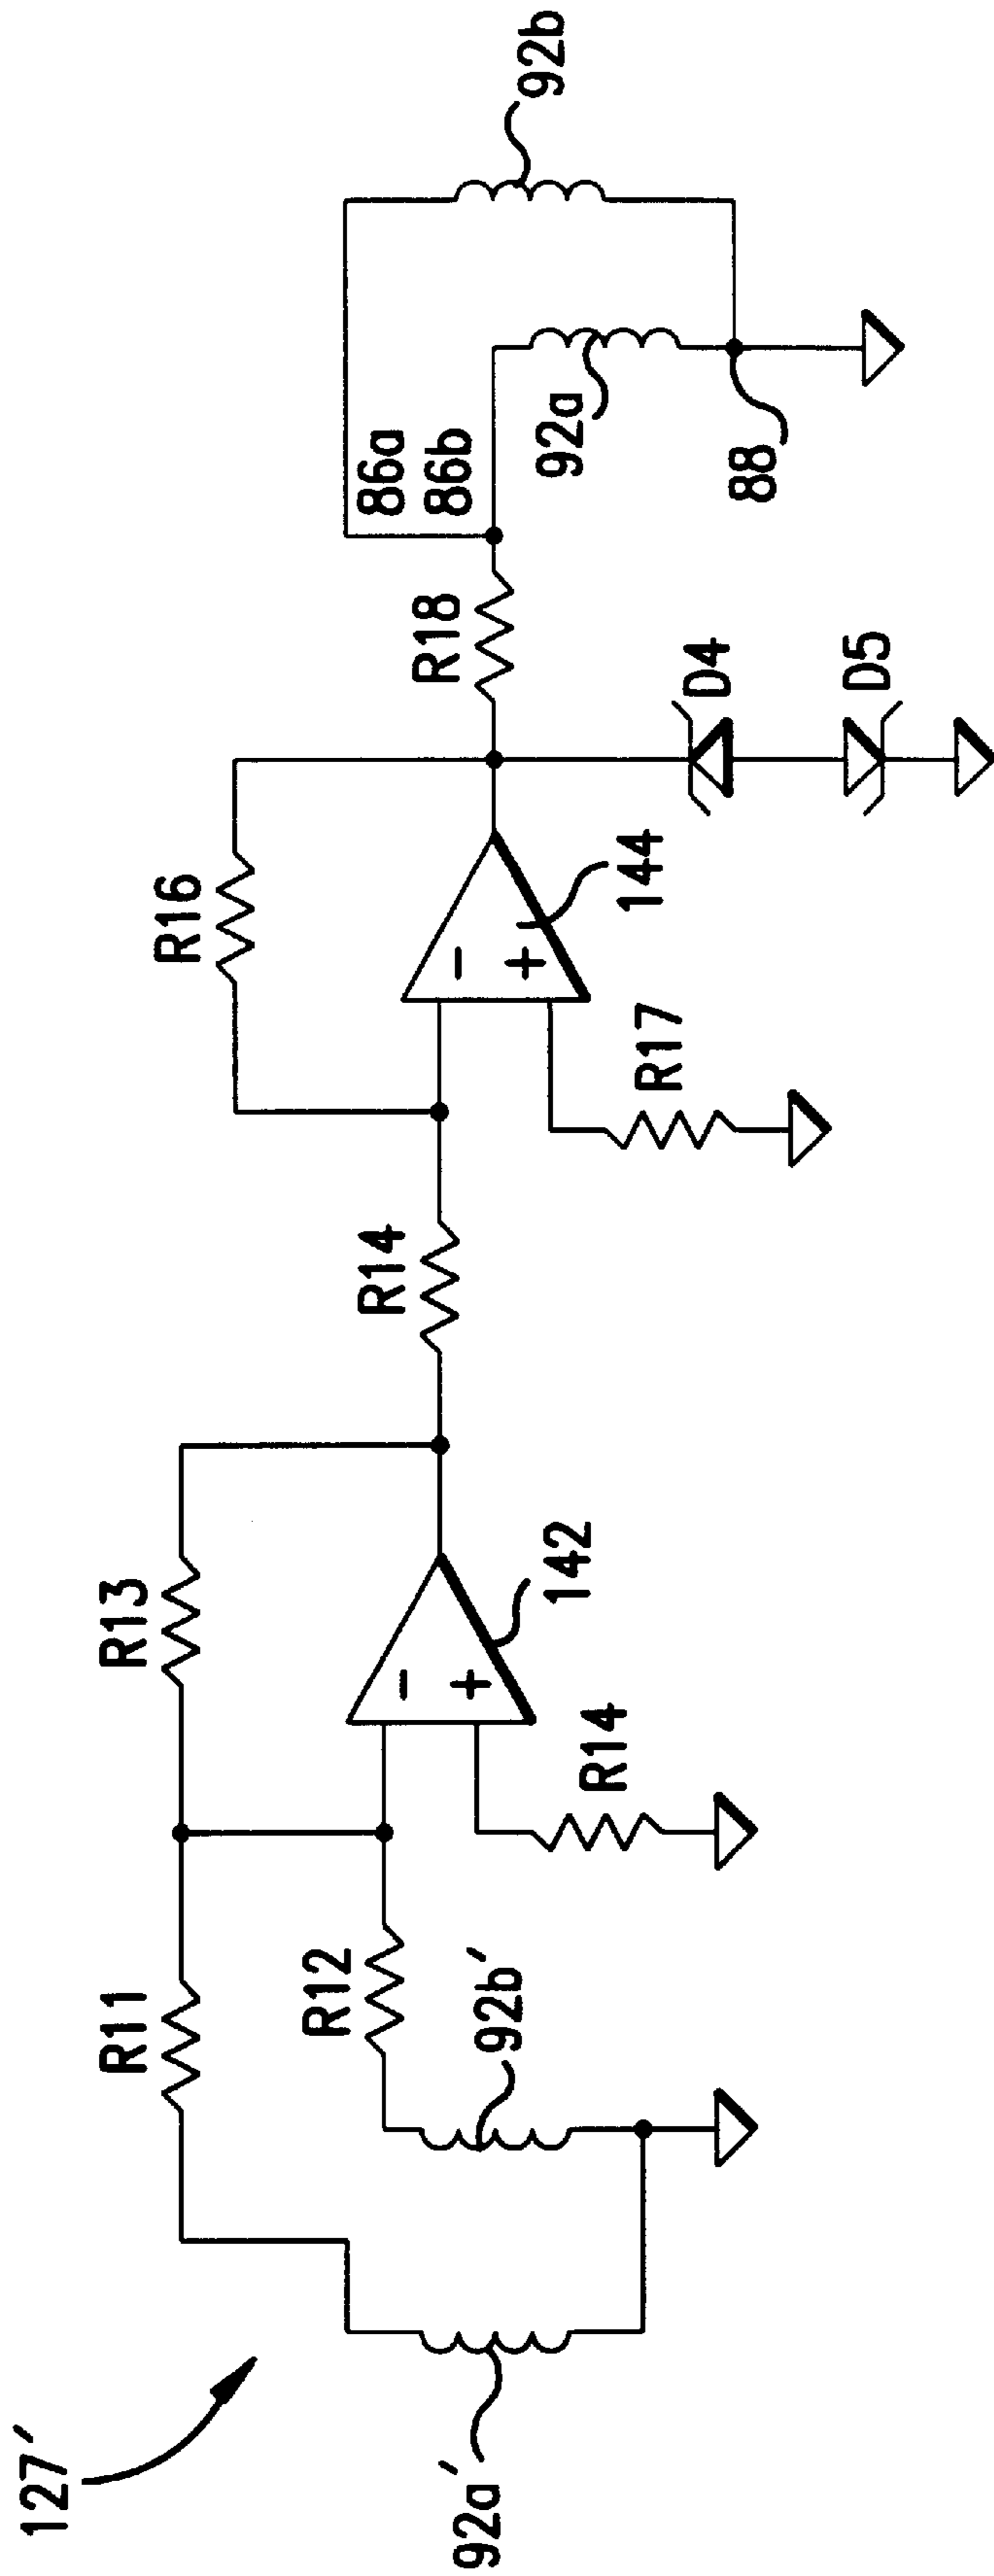 127′
92a′
R11
R12
92b′
R13
142
R14
R14
R16
144
R17
R18
D4
D5
86a
86b
92a
88
92b
-
+
-
+